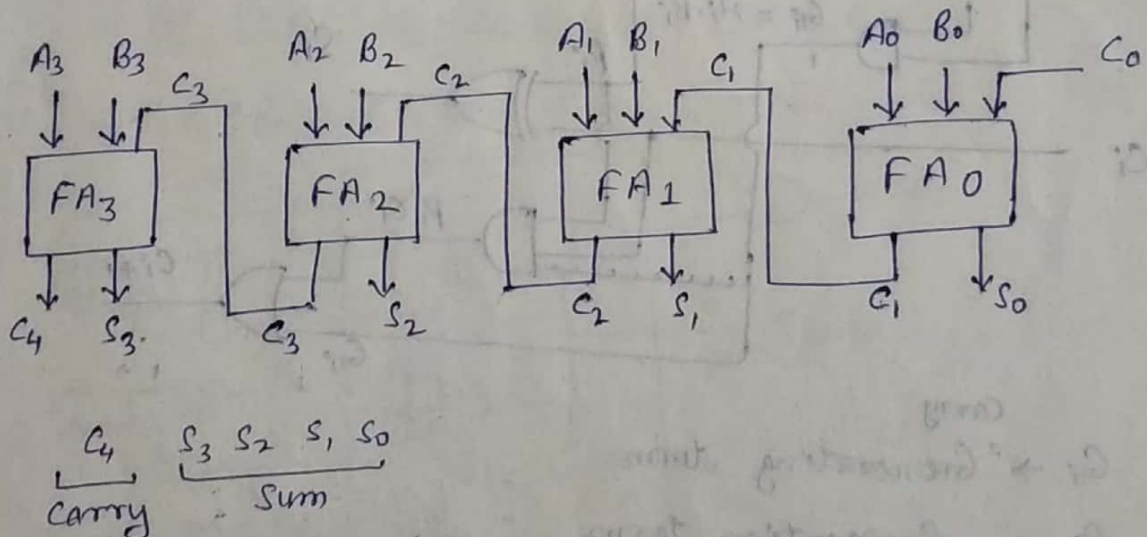 A3 B3 C3 A2 B2 C2 A1 B1 C1 A0 B0 C0
FA3 FA2 FA1 FA0
C4 S3. C3 S2 C2 S1 C1 S0
C4 S3 S2 S1 S0
Carry Sum